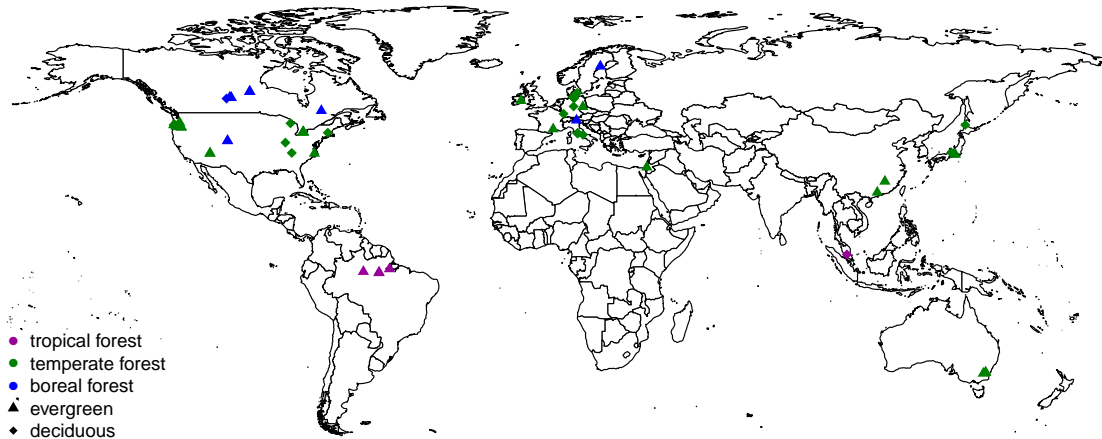 tropical forest
temperate forest
boreal forest
evergreen
deciduous